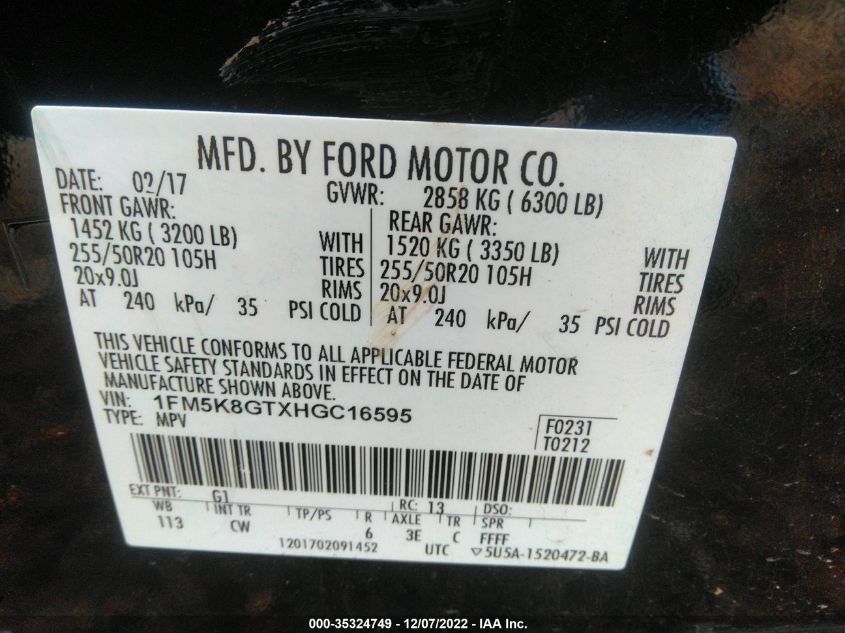 MFD. BY FORD MOTOR CO.
DATE: 02/17
GVWR: 2858 KG ( 6300 LB)
FRONT GAWR:
1452 KG ( 3200 LB) WITH
255/50R20 105H TIRES
20x9.0J RIMS
AT 240 kPa/ 35 PSI COLD
REAR GAWR:
1520 KG ( 3350 LB) WITH
255/50R20 105H TIRES
20x9.0J RIMS
AT 240 kPa/ 35 PSI COLD
THIS VEHICLE CONFORMS TO ALL APPLICABLE FEDERAL MOTOR
VEHICLE SAFETY STANDARDS IN EFFECT ON THE DATE OF
MANUFACTURE SHOWN ABOVE.
VIN: 1FM5K8GTXHGC16595
TYPE: MPV
F0231
T0212
EXT PNT: G1 RC: 13 DSO:
WB INT TR TP/PS R AXLE TR SPR
113 CW 6 3E C FFFF
1201702091452 UTC ▽5U5A-1520472-BA
000-35324749 - 12/07/2022 - IAA Inc.